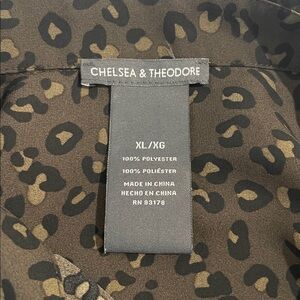 CHELSEA & THEODORE
XL/XG
100% POLYESTER
100% POLIÉSTER
MADE IN CHINA
HECHO EN CHINA
RN 93178